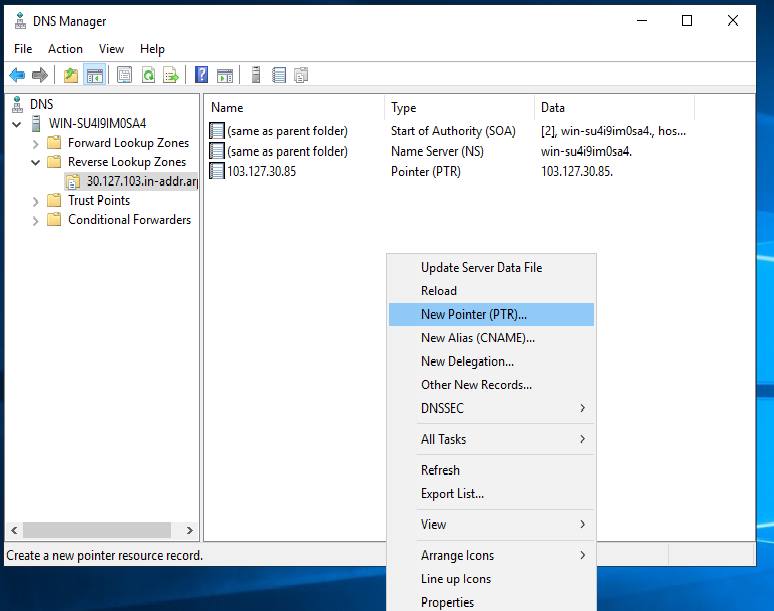 DNS Manager
File Action View Help
DNS
WIN-SU4I9IM0SA4
Forward Lookup Zones
Reverse Lookup Zones
30.127.103.in-addr.arp
Trust Points
Conditional Forwarders
Name Type Data
(same as parent folder) Start of Authority (SOA) [2], win-su4i9im0sa4., hos...
(same as parent folder) Name Server (NS) win-su4i9im0sa4.
103.127.30.85 Pointer (PTR) 103.127.30.85.
Update Server Data File
Reload
New Pointer (PTR)...
New Alias (CNAME)...
New Delegation...
Other New Records...
DNSSEC
All Tasks
Refresh
Export List...
View
Arrange Icons
Line up Icons
Properties
Create a new pointer resource record.